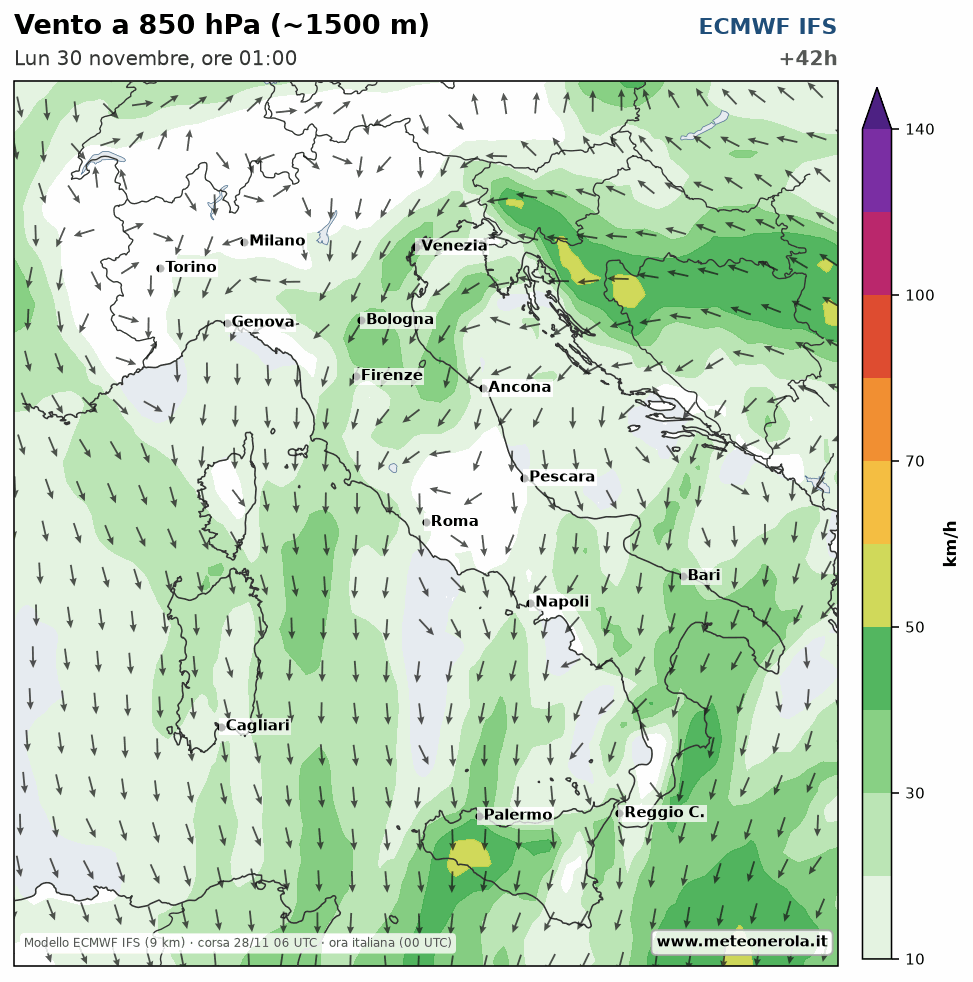 Vento a 850 hPa (~1500 m)
ECMWF IFS
Lun 30 novembre, ore 01:00
+42h
140
100
70
50
30
10
km/h
Milano
Venezia
Torino
Genova
Bologna
Firenze
Ancona
Pescara
Roma
Bari
Napoli
Cagliari
Palermo
Reggio C.
Modello ECMWF IFS (9 km) · corsa 28/11 06 UTC · ora italiana (00 UTC)
www.meteonerola.it